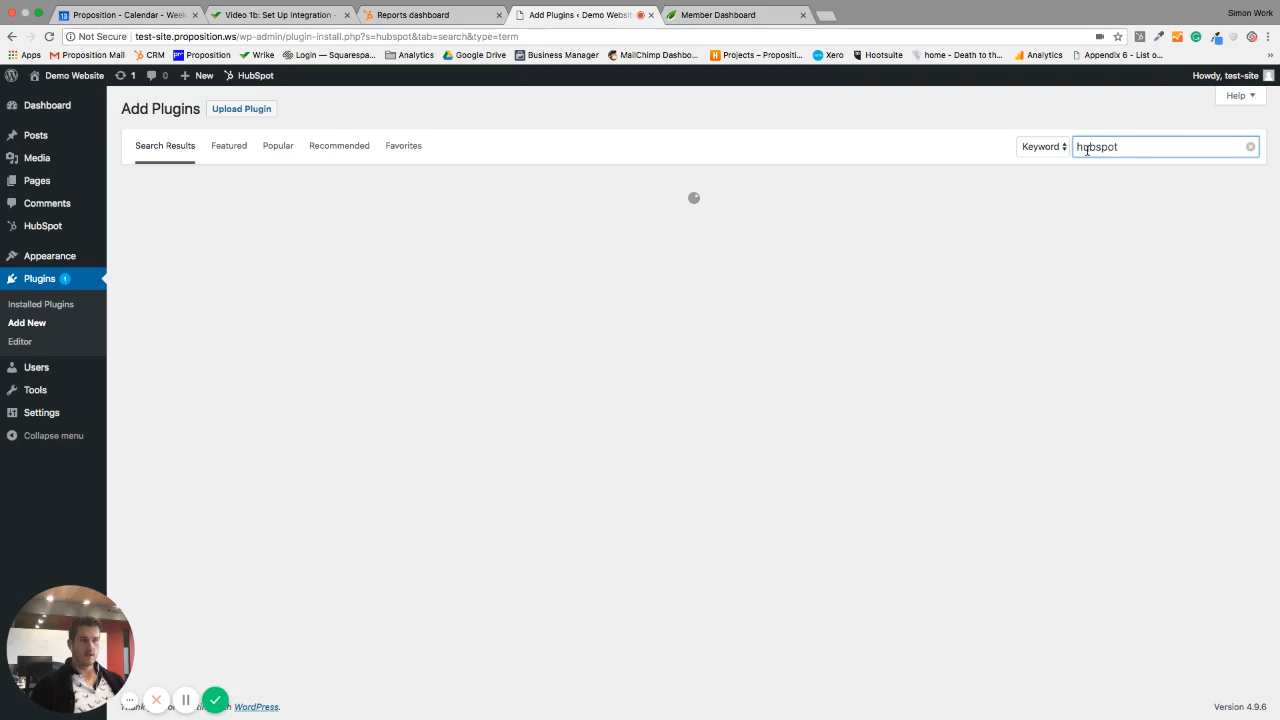 Proposition - Calendar - Week
Video 1b: Set Up Integration -
Reports dashboard
Add Plugins ‹ Demo Websit
Member Dashboard
Simon Work
Not Secure
test-site.proposition.ws/wp-admin/plugin-install.php?s=hubspot&tab=search&type=term
Apps
Proposition Mail
CRM
Proposition
Wrike
Login — Squarespa...
Analytics
Google Drive
Business Manager
MailChimp Dashbo...
Projects – Propositi...
Xero
Hootsuite
home - Death to th...
Analytics
Appendix 6 - List o...
»
Demo Website
1
0
New
HubSpot
Howdy, test-site
Dashboard
Posts
Media
Pages
Comments
HubSpot
Appearance
Plugins 1
Installed Plugins
Add New
Editor
Users
Tools
Settings
Collapse menu
Add Plugins
Upload Plugin
Help
Search Results
Featured
Popular
Recommended
Favorites
Keyword
hubspot
WordPress.
Version 4.9.6